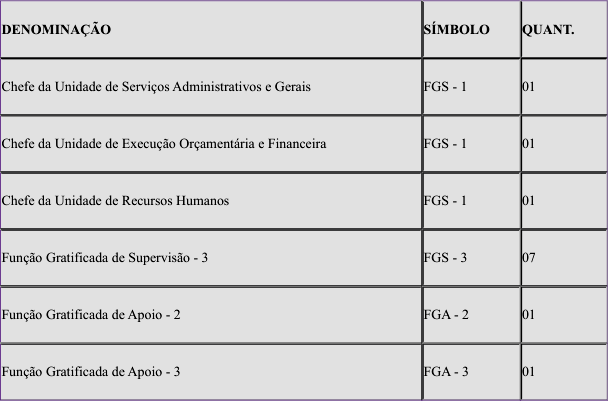 DENOMINAÇÃO SÍMBOLO QUANT.
Chefe da Unidade de Serviços Administrativos e Gerais FGS - 1 01
Chefe da Unidade de Execução Orçamentária e Financeira FGS - 1 01
Chefe da Unidade de Recursos Humanos FGS - 1 01
Função Gratificada de Supervisão - 3 FGS - 3 07
Função Gratificada de Apoio - 2 FGA - 2 01
Função Gratificada de Apoio - 3 FGA - 3 01